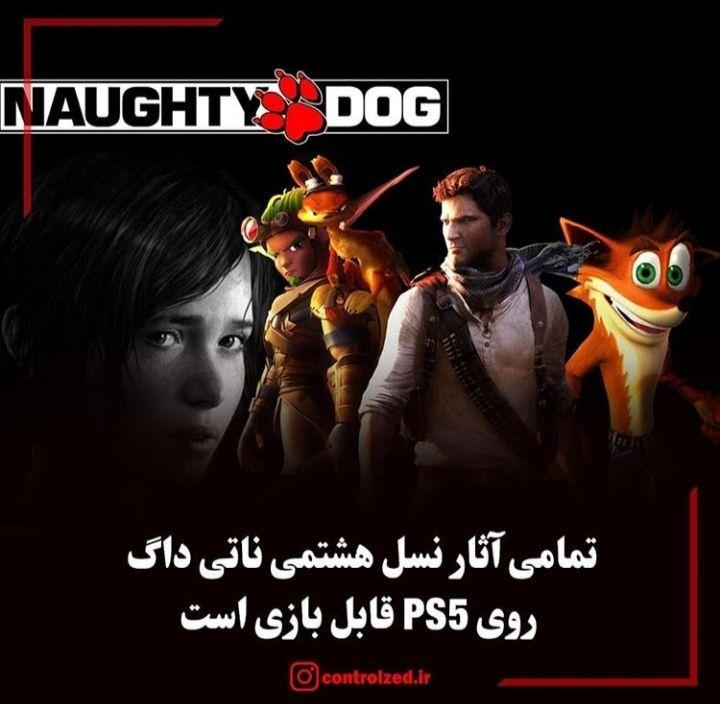 NAUGHTY DOG
تمامی آثار نسل هشتمی ناتی داگ
روی PS5 قابل بازی است
controlzed.ir